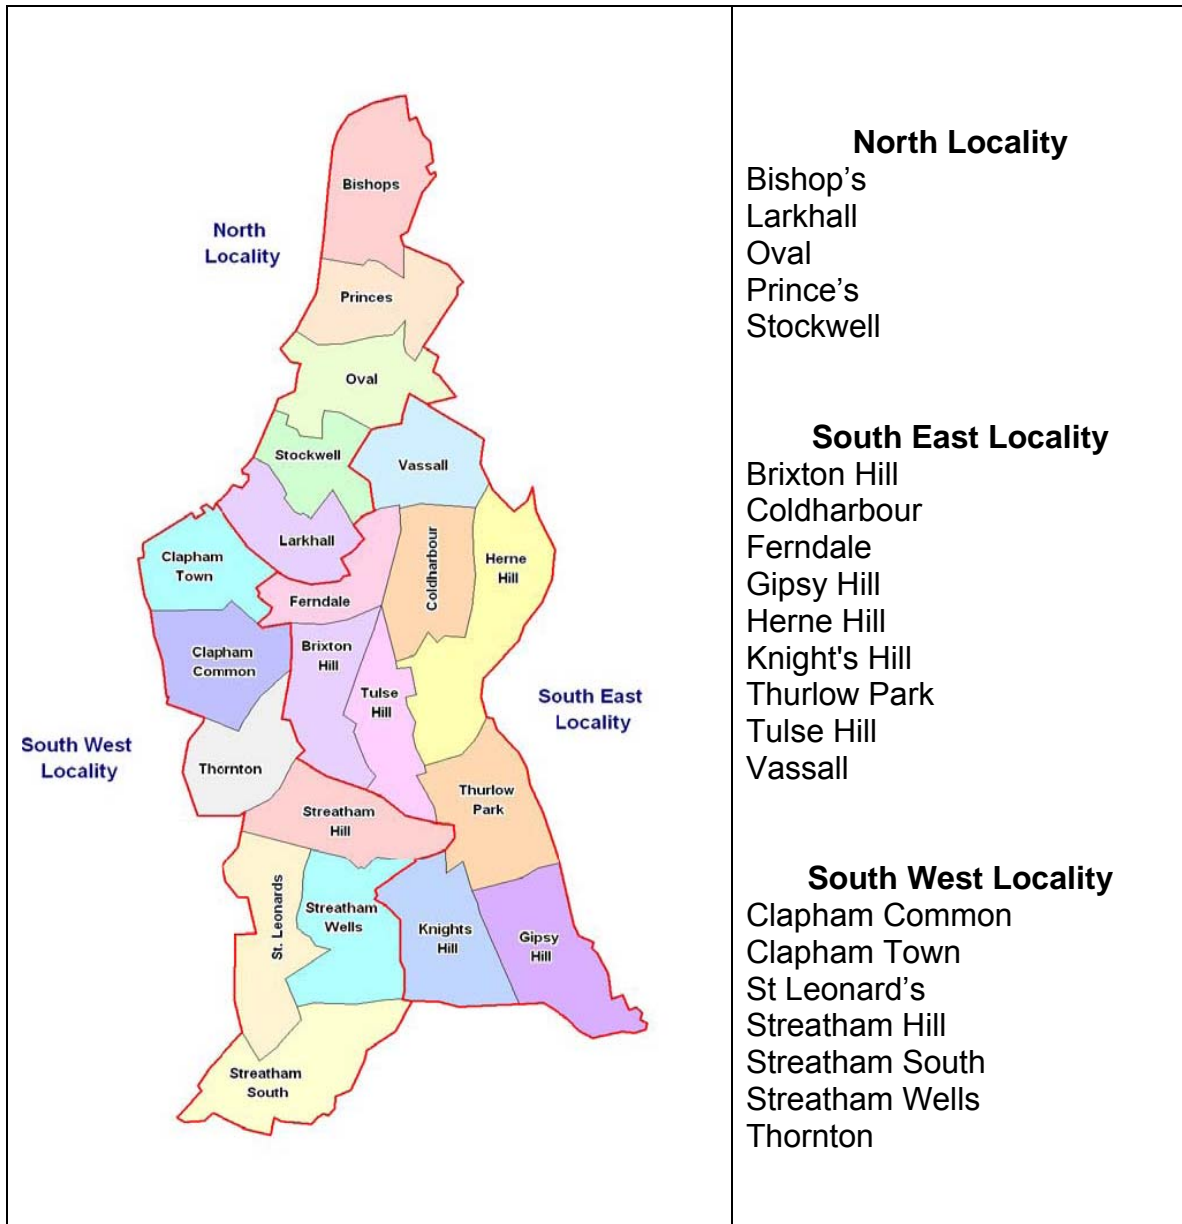 Bishops
North
Locality
Princes
Oval
Stockwell
Vassall
Larkhall
Clapham
Town
Coldharbour
Herne
Hill
Ferndale
Clapham
Common
Brixton
Hill
Tulse
Hill
South East
Locality
South West
Locality
Thornton
Thurlow
Park
Streatham
Hill
St. Leonards
Streatham
Wells
Knights
Hill
Gipsy
Hill
Streatham
South
North Locality
Bishop’s
Larkhall
Oval
Prince’s
Stockwell
South East Locality
Brixton Hill
Coldharbour
Ferndale
Gipsy Hill
Herne Hill
Knight's Hill
Thurlow Park
Tulse Hill
Vassall
South West Locality
Clapham Common
Clapham Town
St Leonard’s
Streatham Hill
Streatham South
Streatham Wells
Thornton